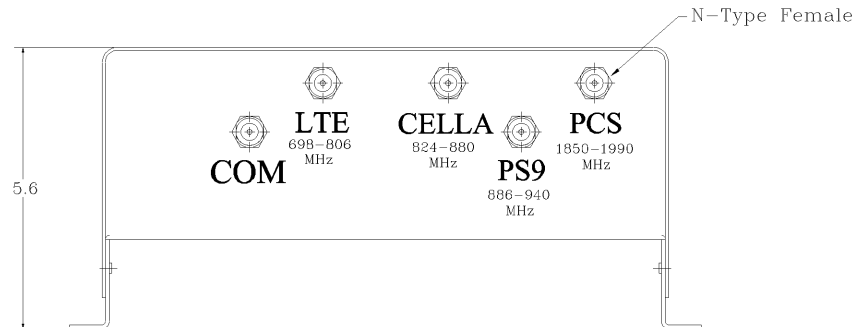 N-Type Female
LTE
698-806
MHz
CELLA
824-880
MHz
PCS
1850-1990
MHz
COM
PS9
886-940
MHz
5.6